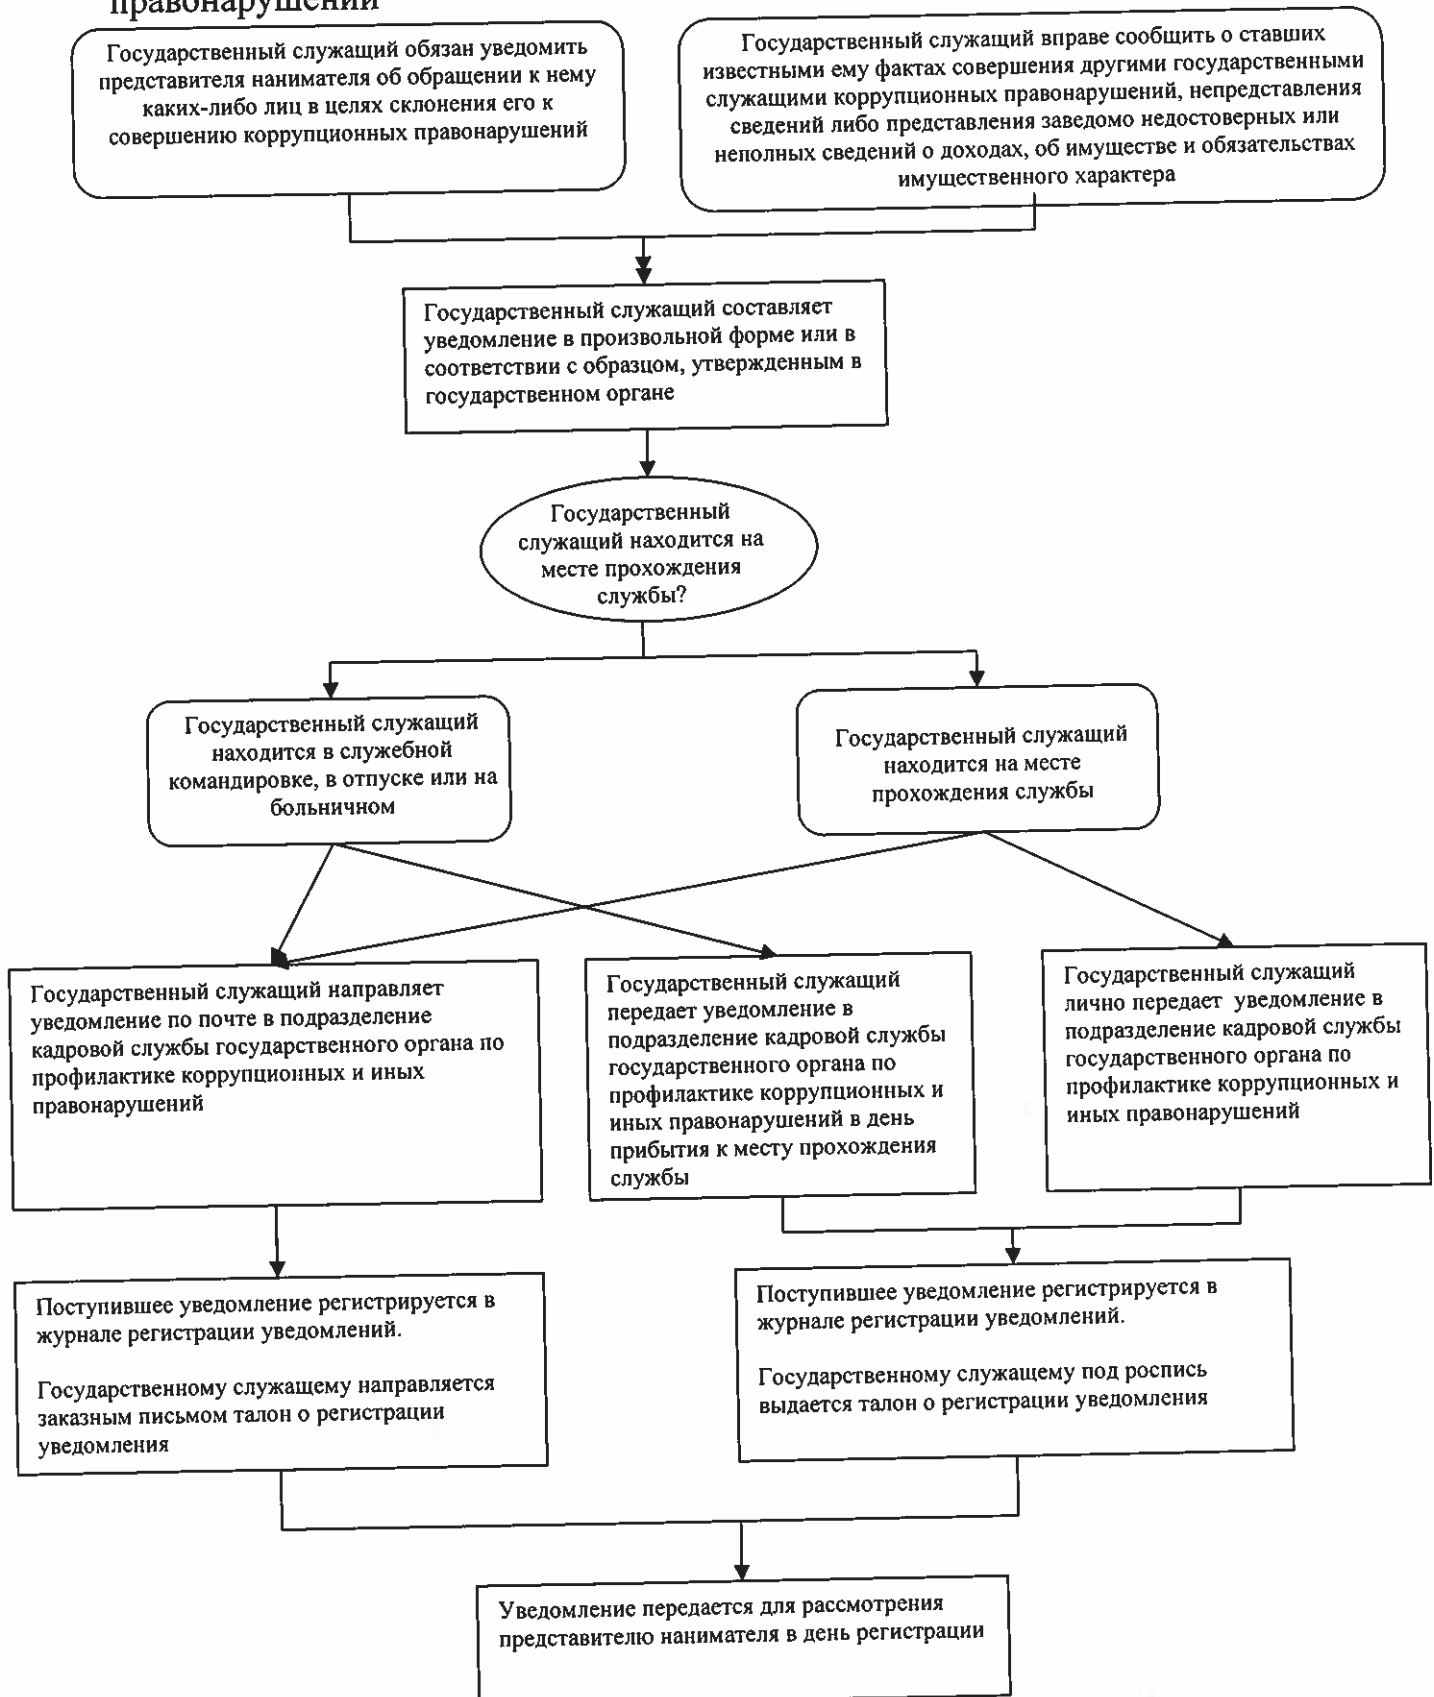 правонарушений
Государственный служащий обязан уведомить
представителя нанимателя об обращении к нему
каких-либо лиц в целях склонения его к
совершению коррупционных правонарушений
Государственный служащий вправе сообщить о ставших
известными ему фактах совершения другими государственными
служащими коррупционных правонарушений, непредставления
сведений либо представления заведомо недостоверных или
неполных сведений о доходах, об имуществе и обязательствах
имущественного характера
Государственный служащий составляет
уведомление в произвольной форме или в
соответствии с образцом, утвержденным в
государственном органе
Государственный
служащий находится на
месте прохождения
службы?
Государственный служащий
находится в служебной
командировке, в отпуске или на
больничном
Государственный служащий
находится на месте
прохождения службы
Государственный служащий направляет
уведомление по почте в подразделение
кадровой службы государственного органа по
профилактике коррупционных и иных
правонарушений
Государственный служащий
передает уведомление в
подразделение кадровой службы
государственного органа по
профилактике коррупционных и
иных правонарушений в день
прибытия к месту прохождения
службы
Государственный служащий
лично передает уведомление в
подразделение кадровой службы
государственного органа по
профилактике коррупционных и
иных правонарушений
Поступившее уведомление регистрируется в
журнале регистрации уведомлений.
Государственному служащему направляется
заказным письмом талон о регистрации
уведомления
Поступившее уведомление регистрируется в
журнале регистрации уведомлений.
Государственному служащему под роспись
выдается талон о регистрации уведомления
Уведомление передается для рассмотрения
представителю нанимателя в день регистрации